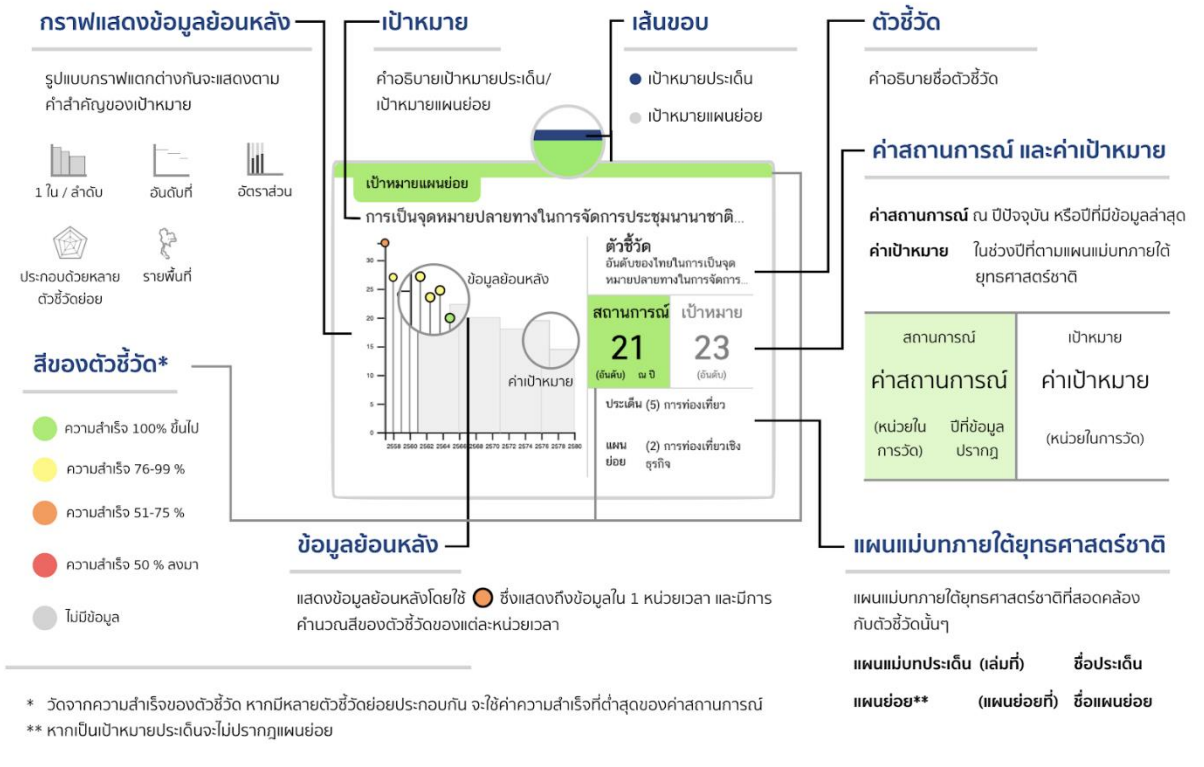 กราฟแสดงข้อมูลย้อนหลัง
รูปแบบกราฟแตกต่างกันจะแสดงตาม
คำสำคัญของเป้าหมาย
1 ใน / ลำดับ
อันดับที่
อัตราส่วน
ประกอบด้วยหลาย
ตัวชี้วัดย่อย
รายพื้นที่
เป้าหมาย
คำอธิบายเป้าหมายประเด็น/
เป้าหมายแผนย่อย
เส้นขอบ
เป้าหมายประเด็น
เป้าหมายแผนย่อย
ตัวชี้วัด
คำอธิบายชื่อตัวชี้วัด
ค่าสถานการณ์ และค่าเป้าหมาย
ค่าสถานการณ์ ณ ปีปัจจุบัน หรือปีที่มีข้อมูลล่าสุด
ค่าเป้าหมาย ในช่วงปีที่ตามแผนแม่บทภายใต้
ยุทธศาสตร์ชาติ
สถานการณ์
ค่าสถานการณ์
(หน่วยใน
การวัด)
ปีที่ข้อมูล
ปรากฏ
เป้าหมาย
ค่าเป้าหมาย
(หน่วยในการวัด)
เป้าหมายแผนย่อย
การเป็นจุดหมายปลายทางในการจัดการประชุมนานาชาติ...
30
25
20
15
10
5
0
2558 2560 2562 2564 2566 2568 2570 2572 2574 2576 2578 2580
ข้อมูลย้อนหลัง
ค่าเป้าหมาย
ตัวชี้วัด
อันดับของไทยในการเป็นจุด
หมายปลายทางในการจัดการ...
สถานการณ์
21
(อันดับ) ณ ปี
เป้าหมาย
23
(อันดับ)
ประเด็น (5) การท่องเที่ยว
แผน
ย่อย
(2) การท่องเที่ยวเชิง
ธุรกิจ
สีของตัวชี้วัด*
ความสำเร็จ 100% ขึ้นไป
ความสำเร็จ 76-99 %
ความสำเร็จ 51-75 %
ความสำเร็จ 50 % ลงมา
ไม่มีข้อมูล
ข้อมูลย้อนหลัง
แสดงข้อมูลย้อนหลังโดยใช้ ซึ่งแสดงถึงข้อมูลใน 1 หน่วยเวลา และมีการ
คำนวณสีของตัวชี้วัดของแต่ละหน่วยเวลา
แผนแม่บทภายใต้ยุทธศาสตร์ชาติ
แผนแม่บทภายใต้ยุทธศาสตร์ชาติที่สอดคล้อง
กับตัวชี้วัดนั้นๆ
แผนแม่บทประเด็น (เล่มที่) ชื่อประเด็น
แผนย่อย** (แผนย่อยที่) ชื่อแผนย่อย
* วัดจากความสำเร็จของตัวชี้วัด หากมีหลายตัวชี้วัดย่อยประกอบกัน จะใช้ค่าความสำเร็จที่ต่ำสุดของค่าสถานการณ์
** หากเป็นเป้าหมายประเด็นจะไม่ปรากฏแผนย่อย